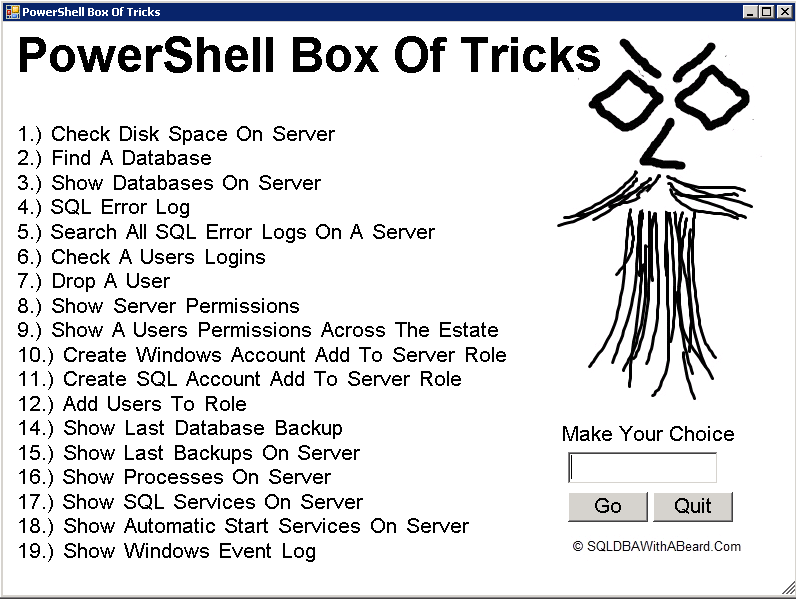 PowerShell Box Of Tricks
PowerShell Box Of Tricks
1.) Check Disk Space On Server
2.) Find A Database
3.) Show Databases On Server
4.) SQL Error Log
5.) Search All SQL Error Logs On A Server
6.) Check A Users Logins
7.) Drop A User
8.) Show Server Permissions
9.) Show A Users Permissions Across The Estate
10.) Create Windows Account Add To Server Role
11.) Create SQL Account Add To Server Role
12.) Add Users To Role
14.) Show Last Database Backup
15.) Show Last Backups On Server
16.) Show Processes On Server
17.) Show SQL Services On Server
18.) Show Automatic Start Services On Server
19.) Show Windows Event Log
Make Your Choice
Go Quit
© SQLDBAWithABeard.Com